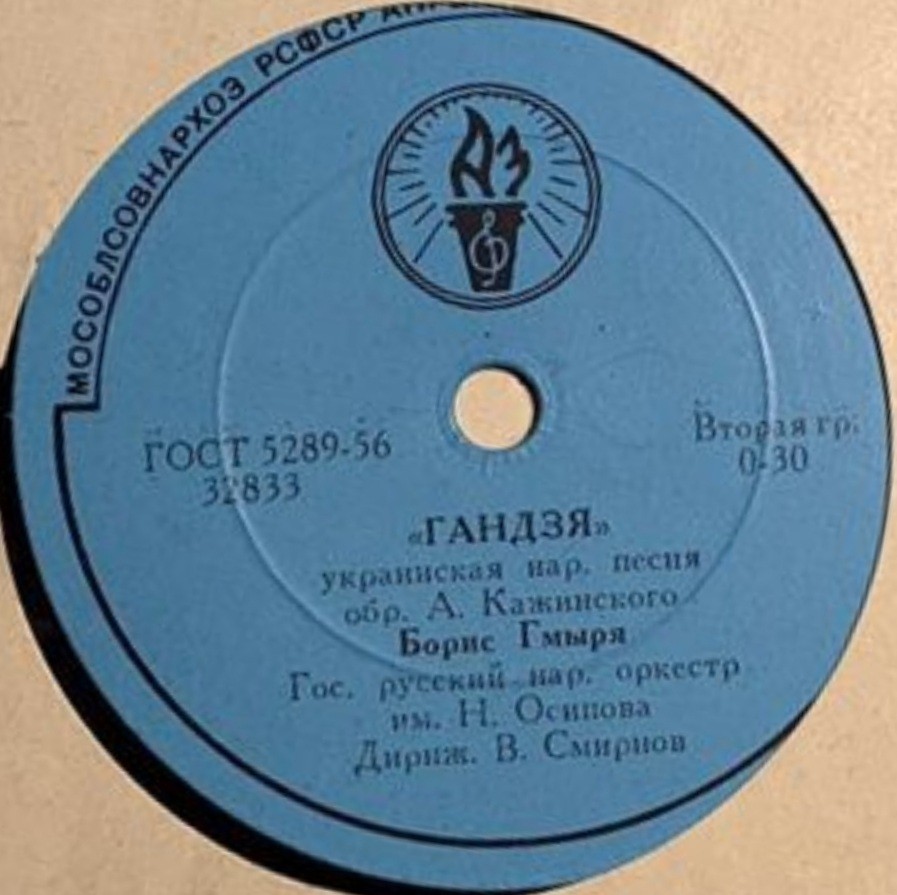 МОСОБЛСОВНАРХОЗ РСФСР
АЗ
ГОСТ 5289-56
32833
Вторая гр.
0-30
«ГАНДЗЯ»
украинская нар. песня
обр. А. Кажинского
Борис Гмыря
Гос. русский нар. оркестр
им. Н. Осипова
Дириж. В. Смирнов